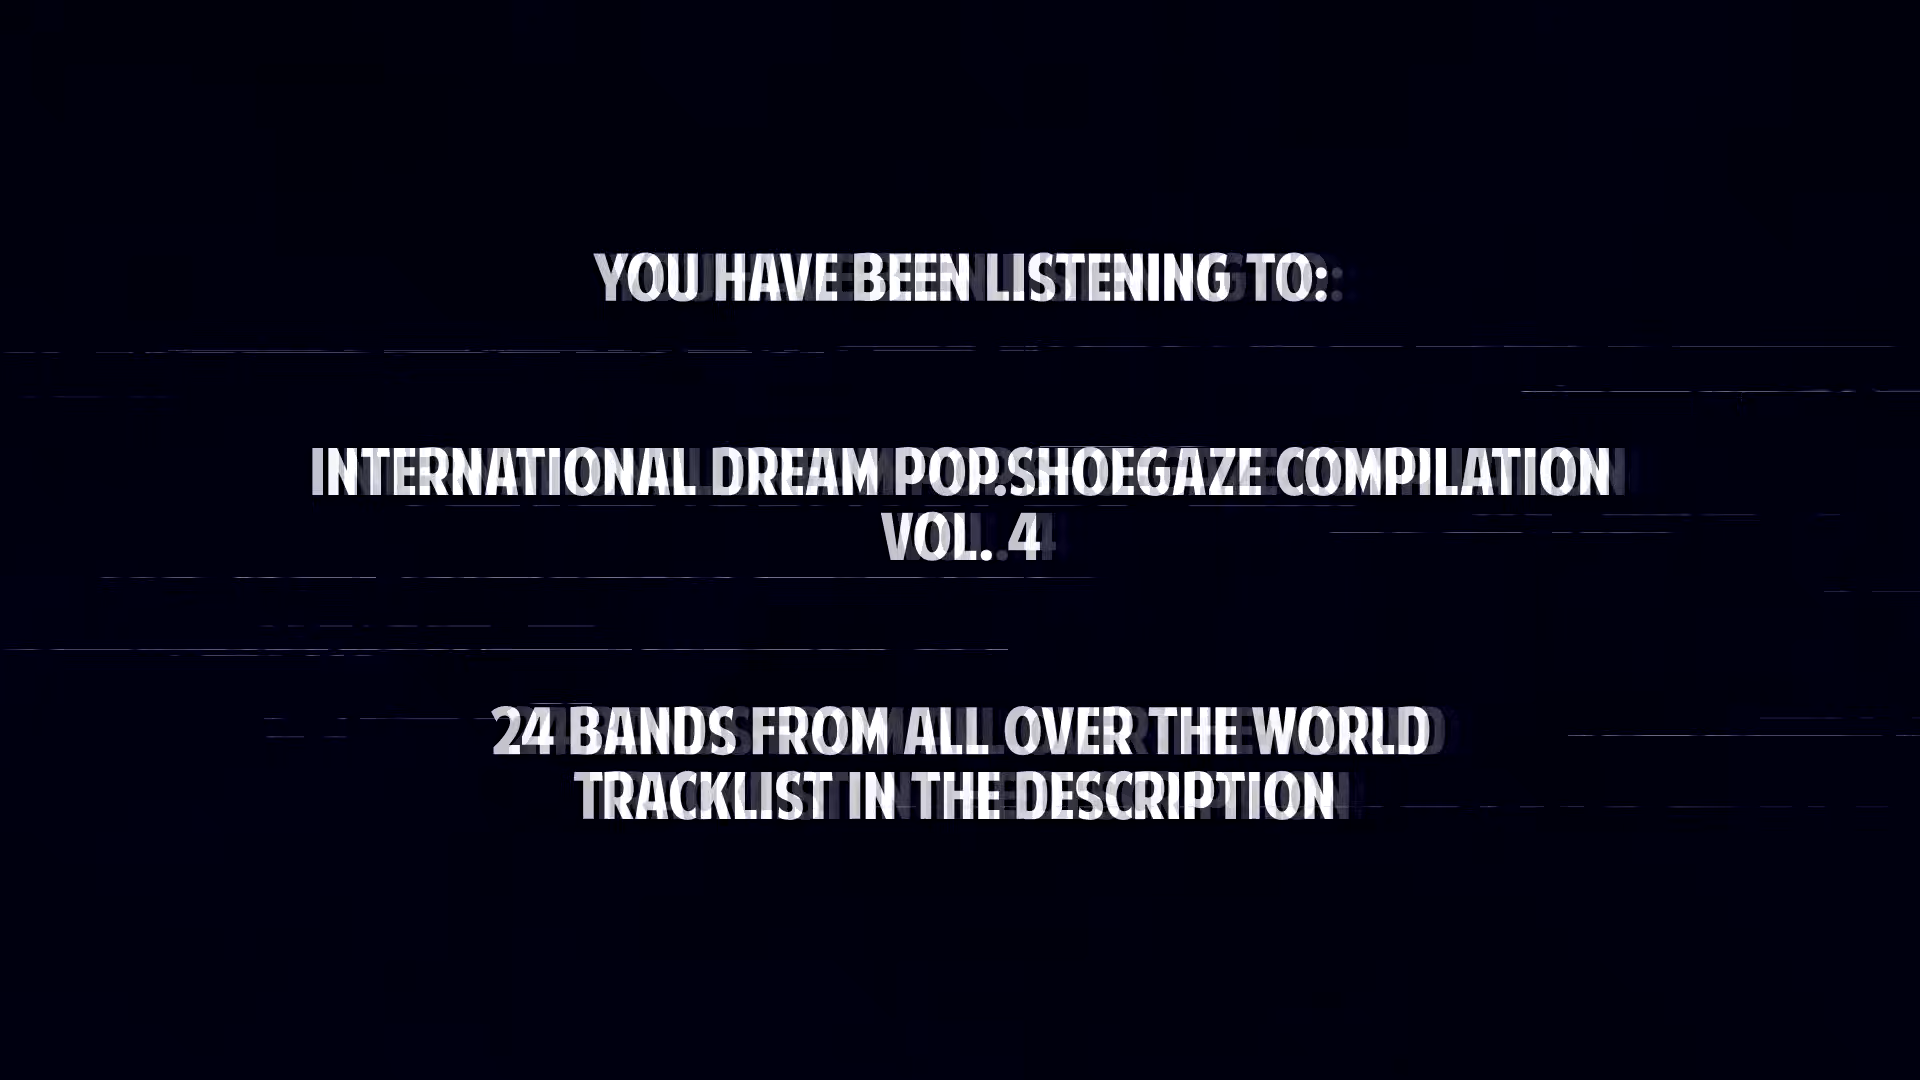 YOU HAVE BEEN LISTENING TO:
INTERNATIONAL DREAM POP.SHOEGAZE COMPILATION
VOL. 4
24 BANDS FROM ALL OVER THE WORLD
TRACKLIST IN THE DESCRIPTION